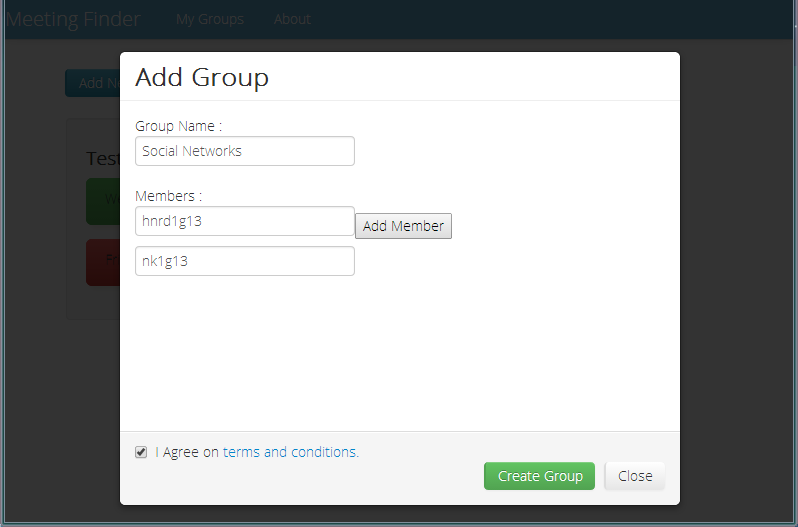 Meeting Finder My Groups About
Add
Add Group
Group Name :
Social Networks
Test
Members :
hnrd1g13
Add Member
nk1g13
I Agree on terms and conditions.
Create Group Close